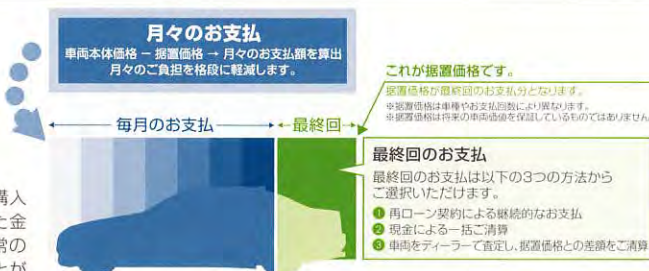 月々のお支払
車両本体価格 − 据置価格 → 月々のお支払額を算出
月々のご負担を格段に軽減します。
これが据置価格です。
据置価格が最終回のお支払分となります。
※据置価格は車種やお支払回数により異なります。
※据置価格は将来の車両価値を保証しているものではありません
毎月のお支払
最終回
最終回のお支払
最終回のお支払は以下の3つの方法から
ご選択いただけます。
❶ 再ローン契約による継続的なお支払
❷ 現金による一括ご清算
❸ 車両をディーラーで査定し、据置価格との差額をご清算
購入
た金
常の
とが